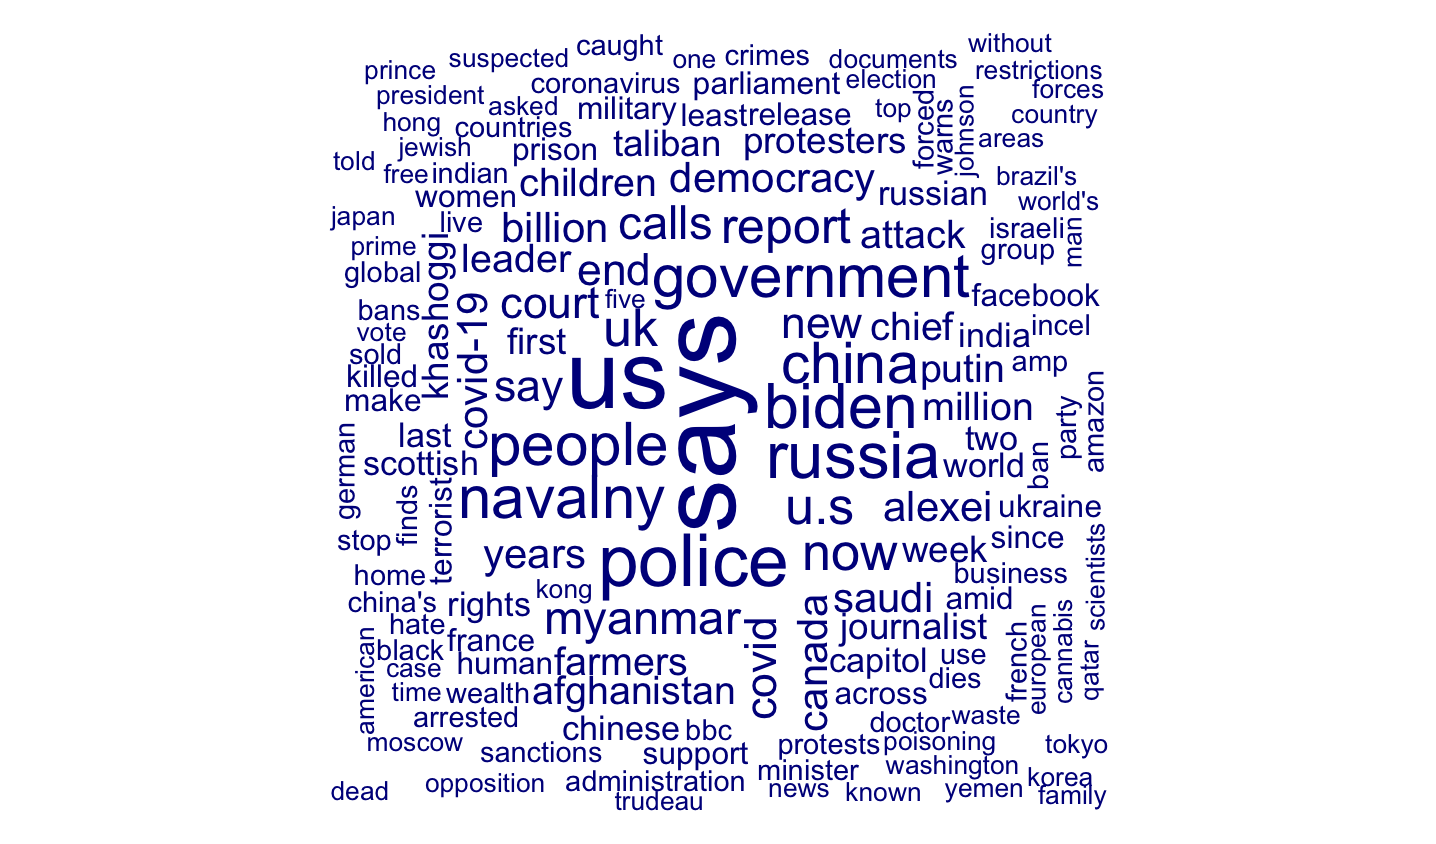 without
caught
suspected
one
crimes
documents
prince
restrictions
coronavirus
parliament
election
president
forces
asked
military
least
release
top
country
hong
countries
forced
warns
johnson
areas
jewish
prison
taliban
protesters
told
free
indian
children
democracy
brazil's
women
russian
world's
japan
live
billion
calls
report
attack
israeli
man
prime
khashoggi
leader
end
government
group
global
bans
covid-19
court
five
facebook
vote
first
uk
says
new
chief
india
incel
sold
killed
say
us
china
putin
amp
make
biden
million
party
amazon
last
people
russia
two
scottish
world
ban
german
finds
terrorist
navalny
u.s
alexei
ukraine
stop
years
police
now
week
since
scientists
home
kong
business
china's
rights
saudi
amid
hate
myanmar
covid
canada
journalist
american
black
france
case
human
farmers
capitol
use
french
european
cannabis
qatar
time
wealth
afghanistan
across
dies
arrested
chinese
bbc
doctor
waste
moscow
sanctions
support
protests
poisoning
tokyo
minister
washington
dead
opposition
administration
korea
trudeau
news
known
yemen
family